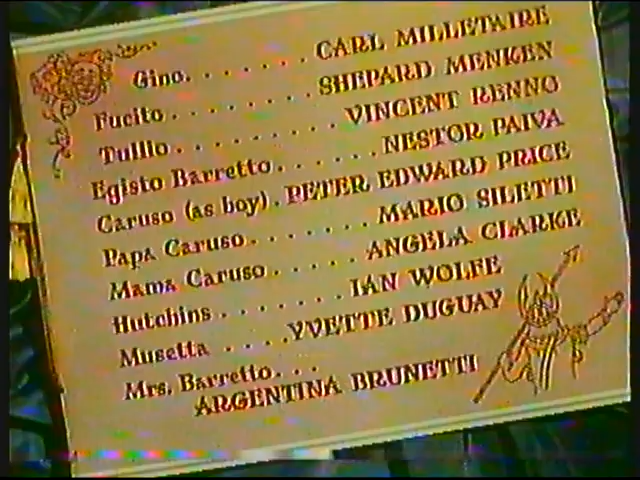 Gino. . . . . . . CARL MILLETAIRE
Fucito . . . . . . . . SHEPARD MENKEN
Tullio . . . . . . . . . VINCENT RENNO
Egisto Barretto . . . . . . NESTOR PAIVA
Caruso (as boy) . PETER EDWARD PRICE
Papa Caruso . . . . . . . MARIO SILETTI
Mama Caruso . . . . . ANGELA CLARKE
Hutchins . . . . . . . IAN WOLFE
Musetta . . . . YVETTE DUGUAY
Mrs. Barretto. . .
ARGENTINA BRUNETTI